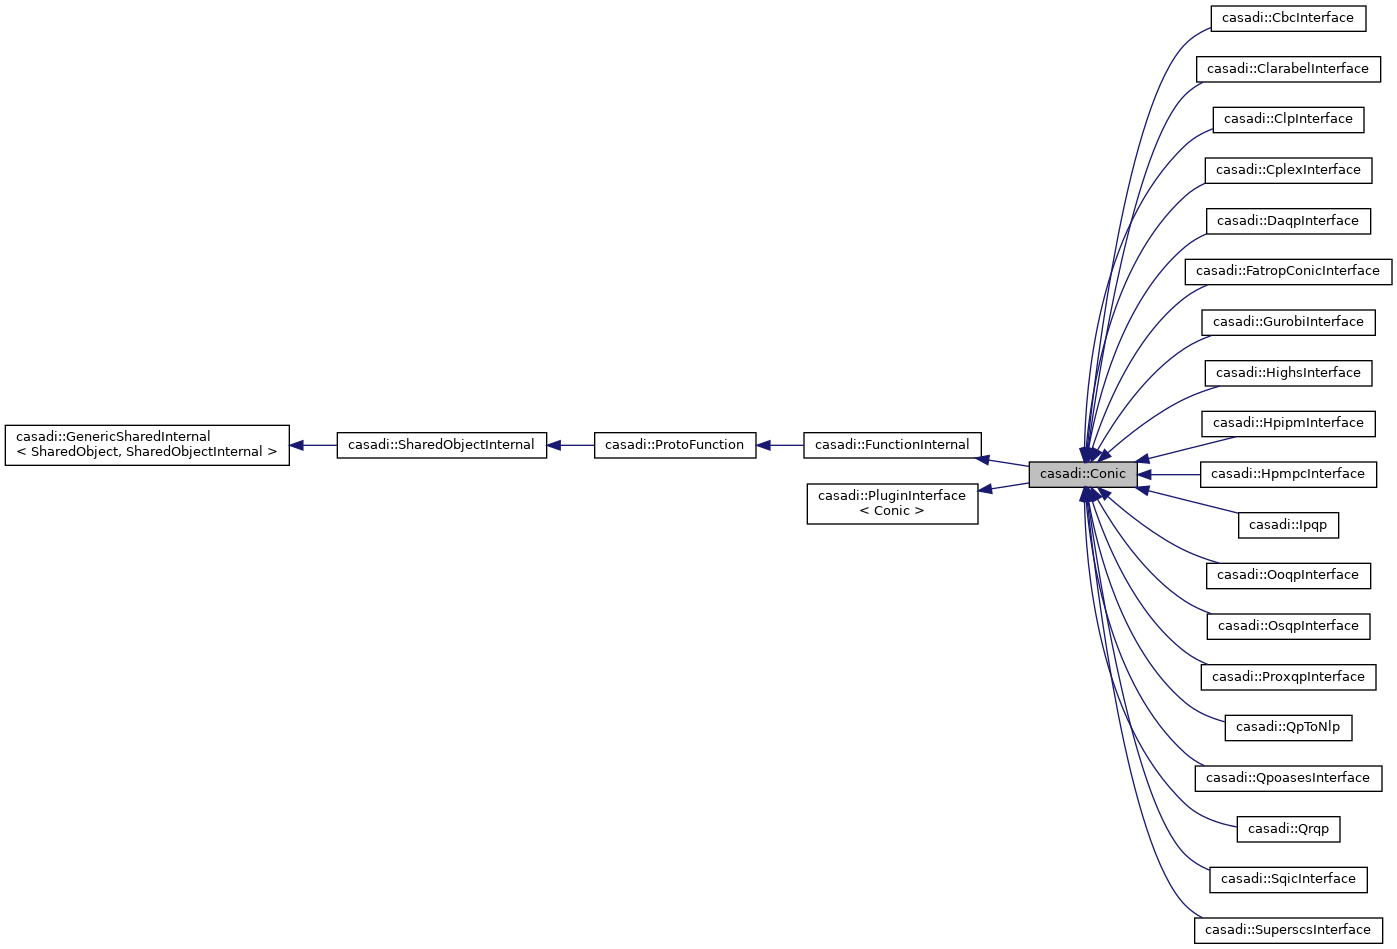 casadi::GenericSharedInternal
< SharedObject, SharedObjectInternal >
casadi::SharedObjectInternal
casadi::ProtoFunction
casadi::FunctionInternal
casadi::PluginInterface
< Conic >
casadi::Conic
casadi::CbcInterface
casadi::ClarabelInterface
casadi::ClpInterface
casadi::CplexInterface
casadi::DaqpInterface
casadi::FatropConicInterface
casadi::GurobiInterface
casadi::HighsInterface
casadi::HpipmInterface
casadi::HpmpcInterface
casadi::Ipqp
casadi::OoqpInterface
casadi::OsqpInterface
casadi::ProxqpInterface
casadi::QpToNlp
casadi::QpoasesInterface
casadi::Qrqp
casadi::SqicInterface
casadi::SuperscsInterface